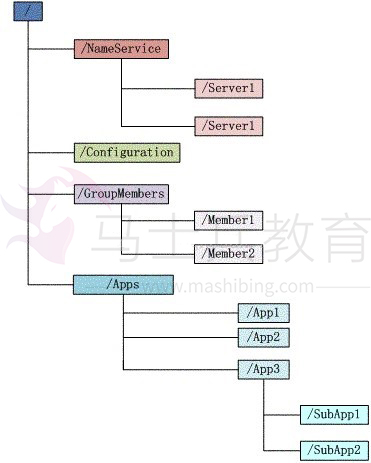 /
/NameService
/Server1
/Server1
/Configuration
/GroupMembers
/Member1
/Member2
马士兵教育
www.mashibing.com
/Apps
/App1
/App2
/App3
/SubApp1
/SubApp2